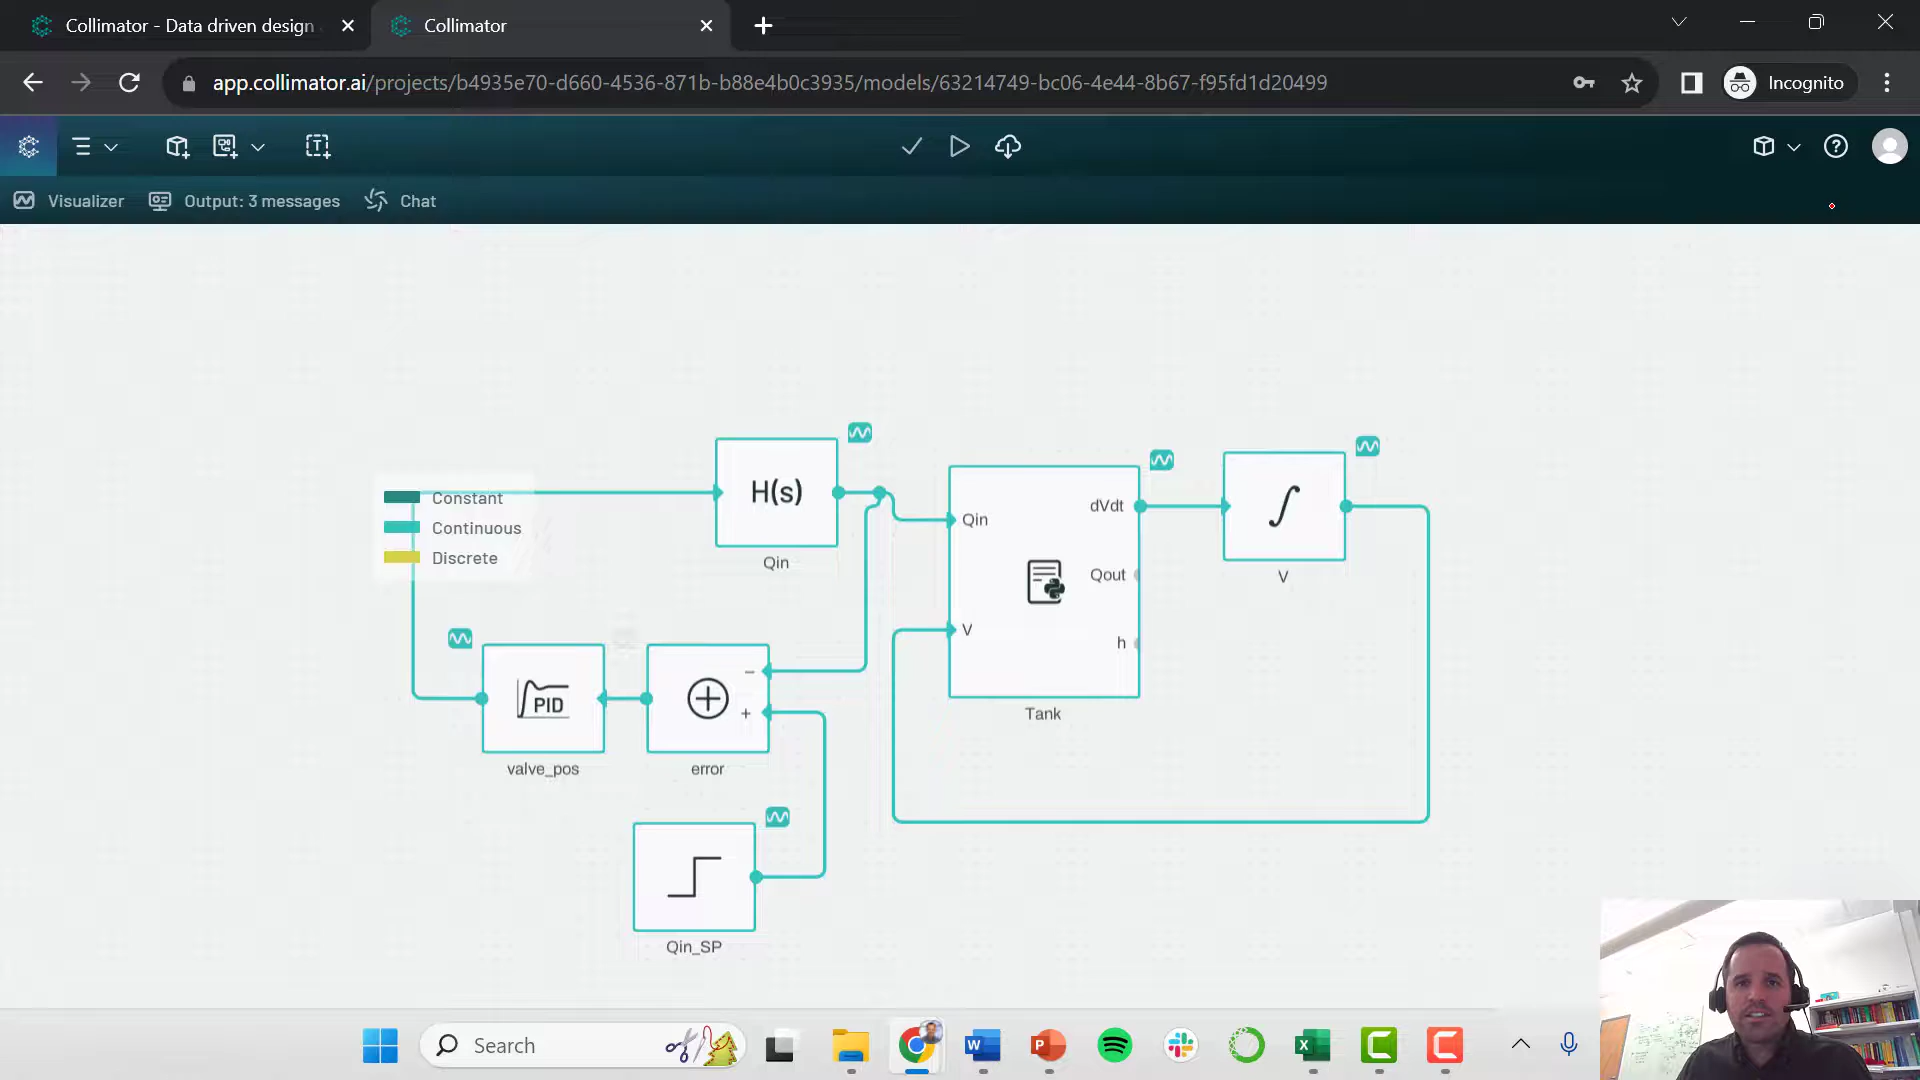 Collimator - Data driven design
Collimator
app.collimator.ai/projects/b4935e70-d660-4536-871b-b88e4b0c3935/models/63214749-bc06-4e44-8b67-f95fd1d20499
Incognito
Visualizer
Output: 3 messages
Chat
Constant
Continuous
Discrete
H(s)
Qin
Qin
V
dVdt
Qout
h
Tank
∫
V
PID
valve_pos
−
+
error
Qin_SP
Search